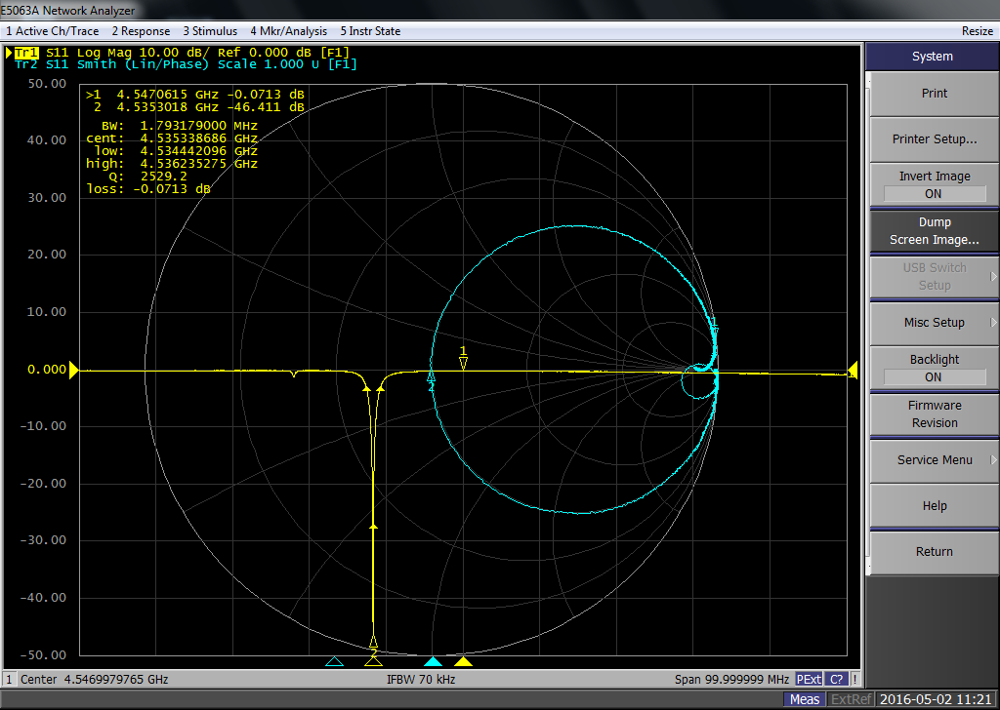 E5063A Network Analyzer
1 Active Ch/Trace 2 Response 3 Stimulus 4 Mkr/Analysis 5 Instr State Resize
Tr1 S11 Log Mag 10.00 dB/ Ref 0.000 dB [F1]
Tr2 S11 Smith (Lin/Phase) Scale 1.000 U [F1]
50.00
40.00
30.00
20.00
10.00
0.000
-10.00
-20.00
-30.00
-40.00
-50.00
>1 4.5470615 GHz -0.0713 dB
2 4.5353018 GHz -46.411 dB
BW: 1.793179000 MHz
cent: 4.535338686 GHz
low: 4.534442096 GHz
high: 4.536235275 GHz
Q: 2529.2
loss: -0.0713 dB
1
1
2
2
System
Print
Printer Setup...
Invert Image
ON
Dump
Screen Image...
USB Switch
Setup
Misc Setup
Backlight
ON
Firmware
Revision
Service Menu
Help
Return
1 Center 4.5469979765 GHz IFBW 70 kHz Span 99.999999 MHz PExt C? !
Meas ExtRef 2016-05-02 11:21